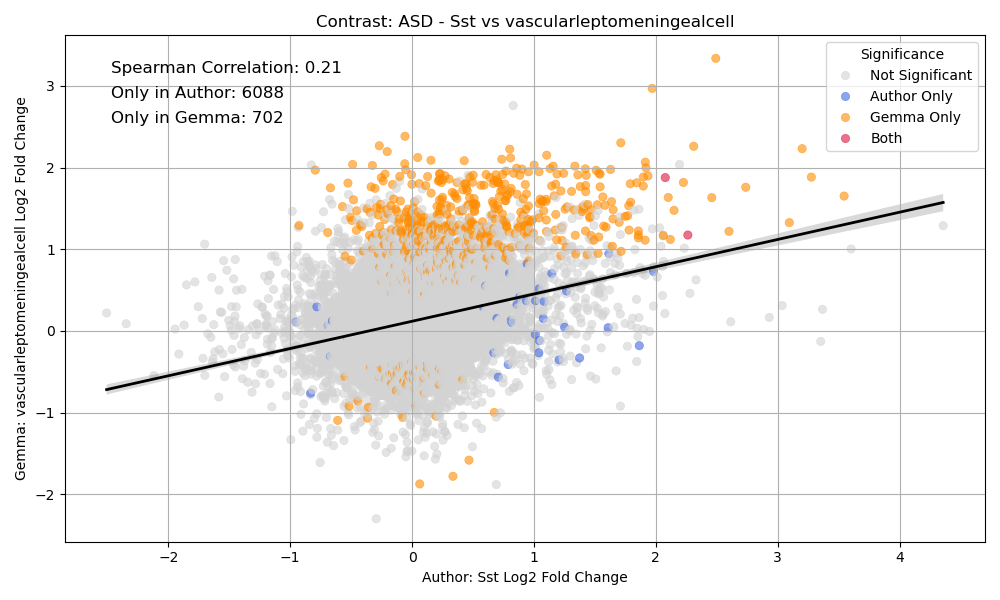 Contrast: ASD - Sst vs vascularleptomeningealcell
Spearman Correlation: 0.21
Only in Author: 6088
Only in Gemma: 702
Significance
Not Significant
Author Only
Gemma Only
Both
Gemma: vascularleptomeningealcell Log2 Fold Change
3
2
1
0
−1
−2
−2
−1
0
1
2
3
4
Author: Sst Log2 Fold Change